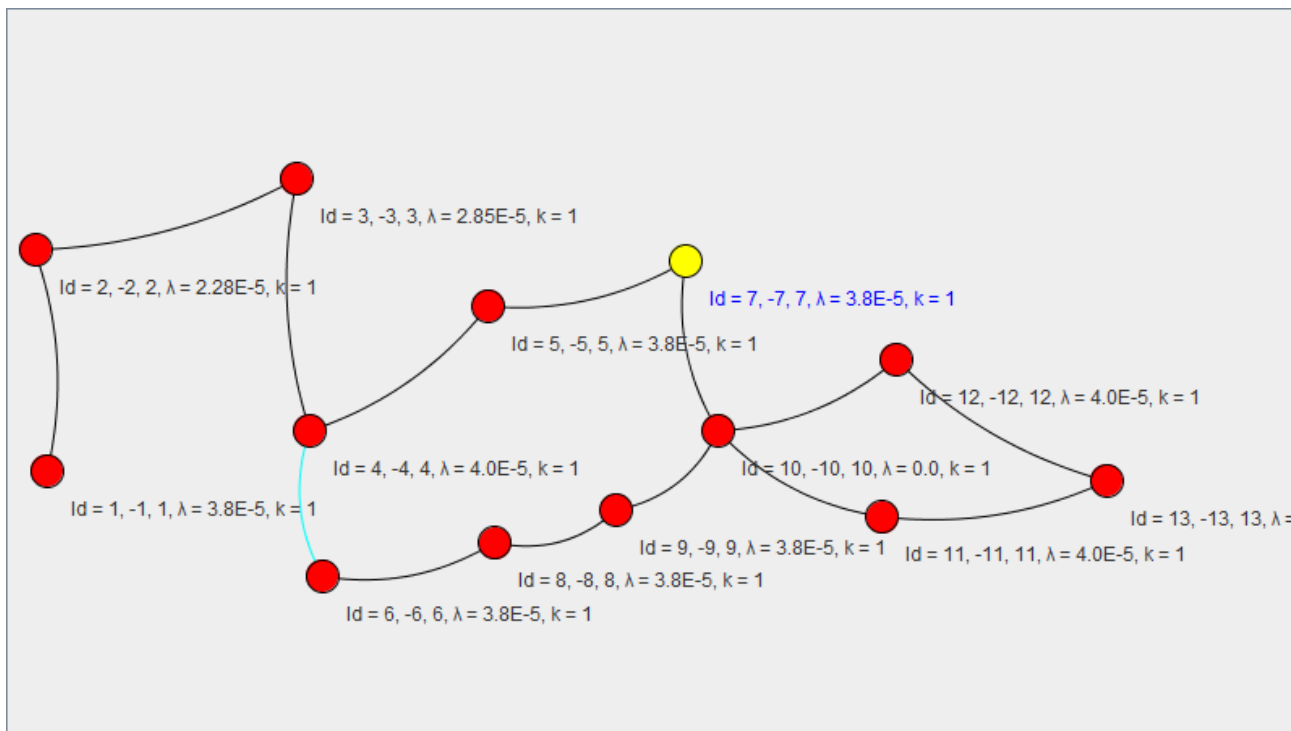 Id = 3, -3, 3, λ = 2.85E-5, k = 1
Id = 2, -2, 2, λ = 2.28E-5, k = 1
Id = 7, -7, 7, λ = 3.8E-5, k = 1
Id = 5, -5, 5, λ = 3.8E-5, k = 1
Id = 12, -12, 12, λ = 4.0E-5, k = 1
Id = 4, -4, 4, λ = 4.0E-5, k = 1
Id = 10, -10, 10, λ = 0.0, k = 1
Id = 1, -1, 1, λ = 3.8E-5, k = 1
Id = 13, -13, 13, λ =
Id = 9, -9, 9, λ = 3.8E-5, k = 1
Id = 11, -11, 11, λ = 4.0E-5, k = 1
Id = 8, -8, 8, λ = 3.8E-5, k = 1
Id = 6, -6, 6, λ = 3.8E-5, k = 1